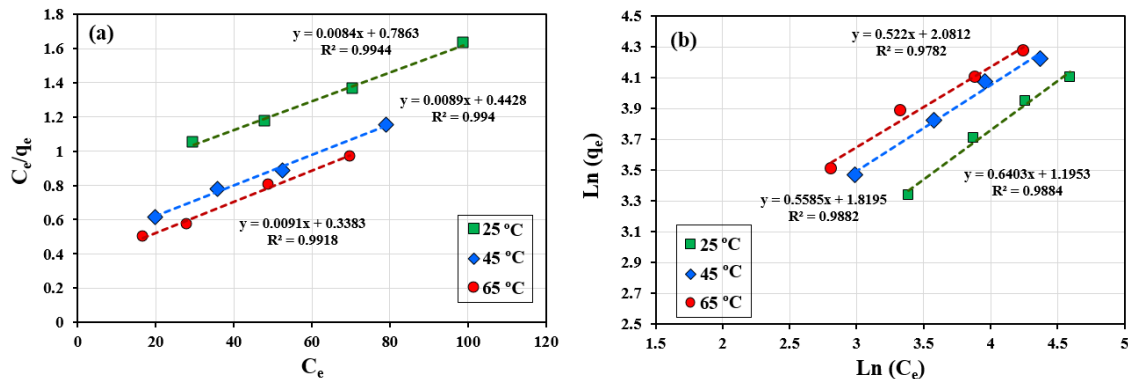 (a)
y = 0.0084x + 0.7863
R² = 0.9944
y = 0.0089x + 0.4428
R² = 0.994
y = 0.0091x + 0.3383
R² = 0.9918
25 ºC
45 ºC
65 ºC
1.8
1.6
1.4
1.2
1
0.8
0.6
0.4
0.2
0
0 20 40 60 80 100 120
Cₑ/qₑ
Cₑ
(b)
y = 0.522x + 2.0812
R² = 0.9782
y = 0.6403x + 1.1953
R² = 0.9884
y = 0.5585x + 1.8195
R² = 0.9882
25 ºC
45 ºC
65 ºC
4.5
4.3
4.1
3.9
3.7
3.5
3.3
3.1
2.9
2.7
2.5
1.5 2 2.5 3 3.5 4 4.5 5
Ln (qₑ)
Ln (Cₑ)